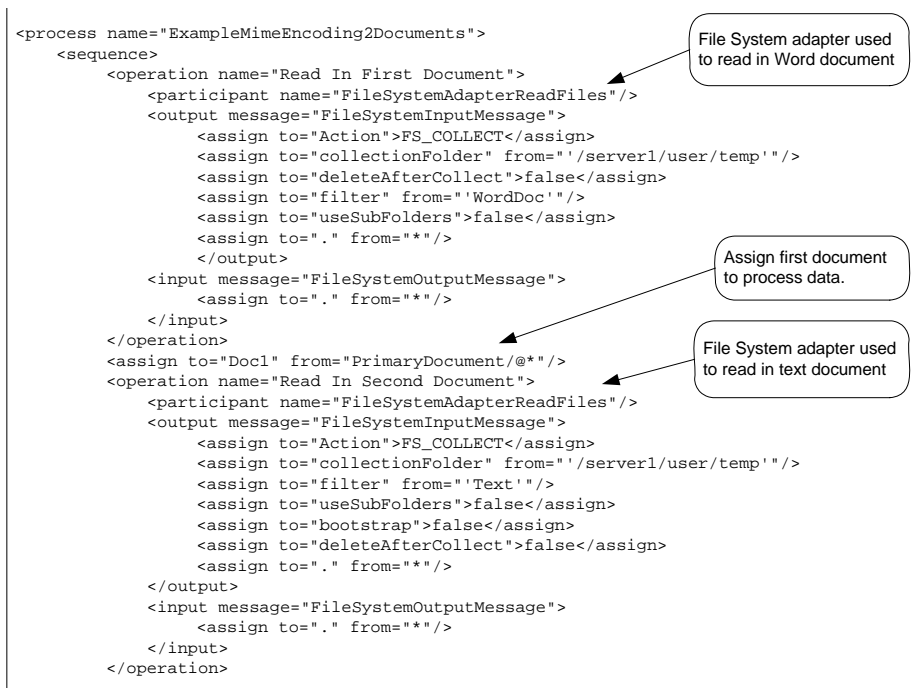 <process name="ExampleMimeEncoding2Documents">
<sequence>
<operation name="Read In First Document">
<participant name="FileSystemAdapterReadFiles"/>
<output message="FileSystemInputMessage">
<assign to="Action">FS_COLLECT</assign>
<assign to="collectionFolder" from="'/server1/user/temp'"/>
<assign to="deleteAfterCollect">false</assign>
<assign to="filter" from="'WordDoc'"/>
<assign to="useSubFolders">false</assign>
<assign to="." from="*"/>
</output>
<input message="FileSystemOutputMessage">
<assign to="." from="*"/>
</input>
</operation>
<assign to="Doc1" from="PrimaryDocument/@*"/>
<operation name="Read In Second Document">
<participant name="FileSystemAdapterReadFiles"/>
<output message="FileSystemInputMessage">
<assign to="Action">FS_COLLECT</assign>
<assign to="collectionFolder" from="'/server1/user/temp'"/>
<assign to="filter" from="'Text'"/>
<assign to="useSubFolders">false</assign>
<assign to="bootstrap">false</assign>
<assign to="deleteAfterCollect">false</assign>
<assign to="." from="*"/>
</output>
<input message="FileSystemOutputMessage">
<assign to="." from="*"/>
</input>
</operation>
File System adapter used
to read in Word document
Assign first document
to process data.
File System adapter used
to read in text document